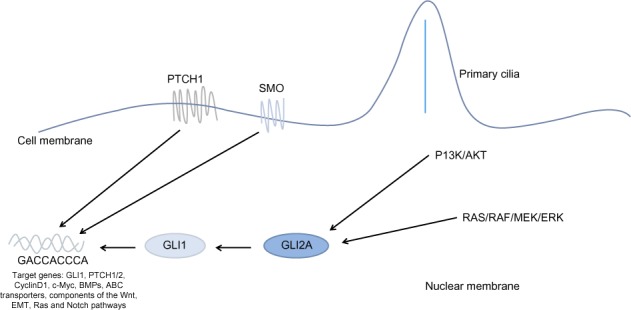 PTCH1
SMO
Primary cilia
Cell membrane
P13K/AKT
RAS/RAF/MEK/ERK
GLI1
GLI2A
GACCACCCA
Target genes: GLI1, PTCH1/2,
CyclinD1, c-Myc, BMPs, ABC
transporters, components of the Wnt,
EMT, Ras and Notch pathways
Nuclear membrane